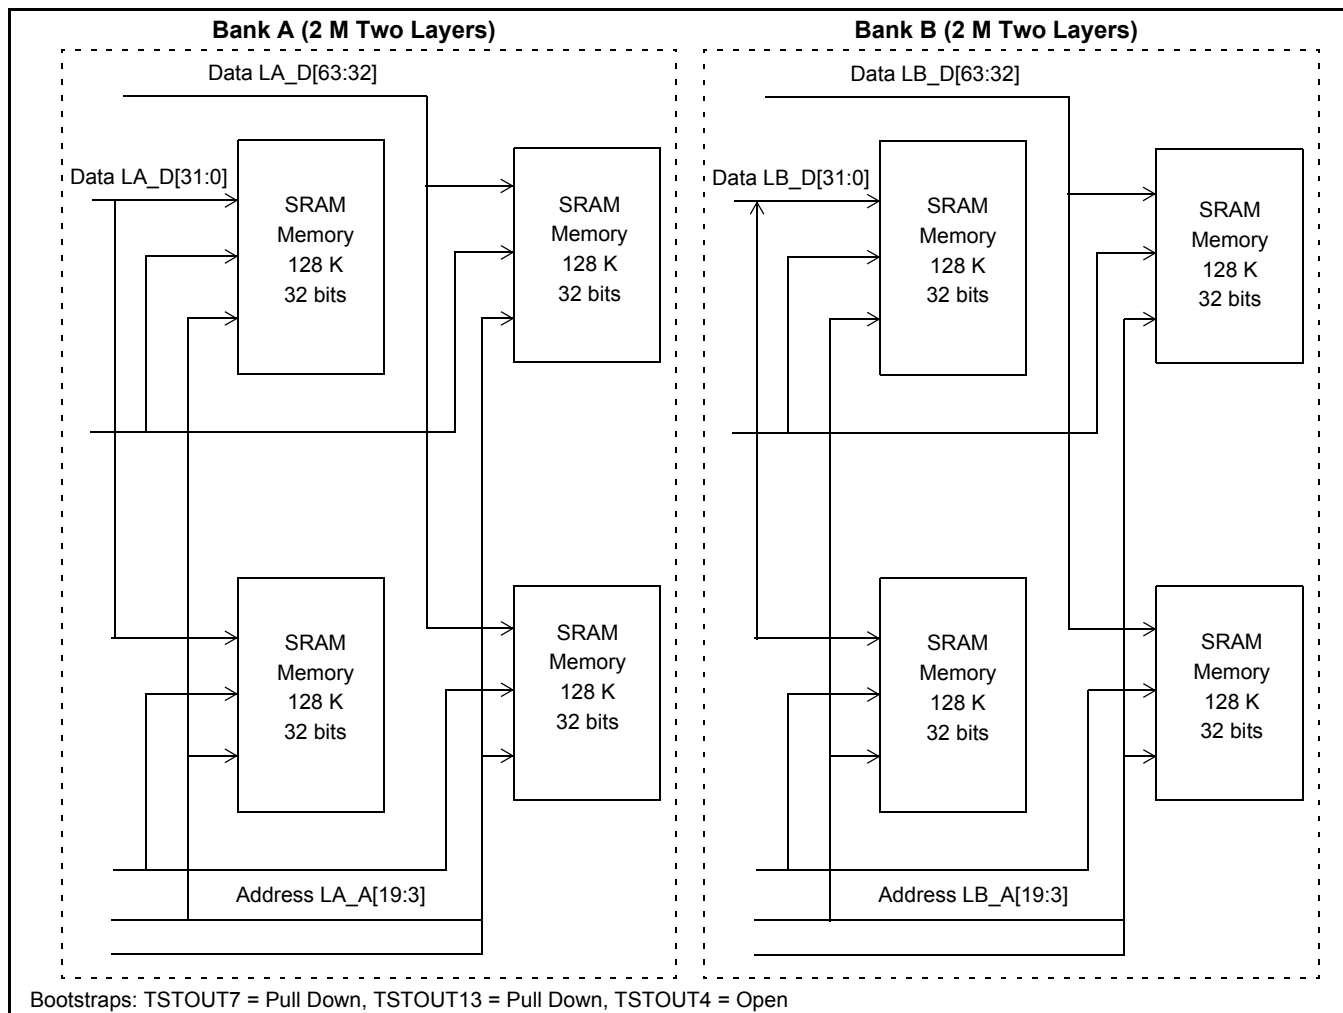 Bank A (2 M Two Layers)
Data LA_D[63:32]
Data LA_D[31:0]
SRAM
Memory
128 K
32 bits
SRAM
Memory
128 K
32 bits
SRAM
Memory
128 K
32 bits
SRAM
Memory
128 K
32 bits
Address LA_A[19:3]
Bank B (2 M Two Layers)
Data LB_D[63:32]
Data LB_D[31:0]
SRAM
Memory
128 K
32 bits
SRAM
Memory
128 K
32 bits
SRAM
Memory
128 K
32 bits
SRAM
Memory
128 K
32 bits
Address LB_A[19:3]
Bootstraps: TSTOUT7 = Pull Down, TSTOUT13 = Pull Down, TSTOUT4 = Open